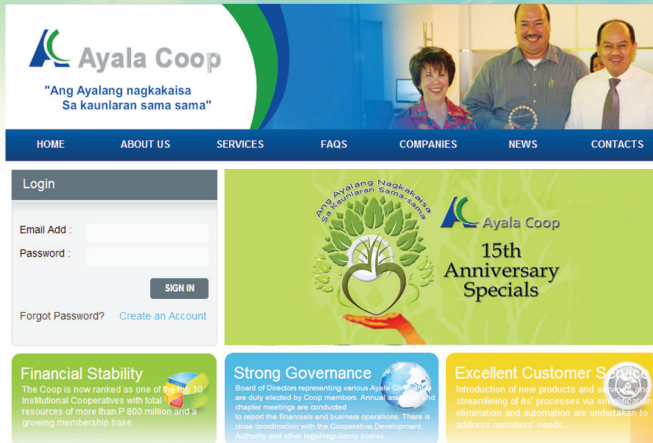 Ayala Coop
"Ang Ayalang nagkakaisa
Sa kaunlaran sama sama"
HOME ABOUT US SERVICES FAQS COMPANIES NEWS CONTACTS
Login
Email Add :
Password :
SIGN IN
Forgot Password? Create an Account
Ang Ayalang Nagkakaisa
Sa Kaunlaran Sama-sama
Ayala Coop
15th
Anniversary
Specials
Financial Stability
The Coop is now ranked as one of the top 10
Institutional Cooperatives with total
resources of more than P 800 million and a
growing membership base.
Strong Governance
Board of Directors representing various Ayala
are duly elected by Coop members. Annual and
chapter meetings are conducted
to report the financials and business operations. There is
close coordination with the Cooperative Development
Authority and other legal/regulatory bodies.
Excellent Customer Service
Introduction of new products and services and
streamlining of its' processes via simplification
elimination and automation are undertaken to
address members' needs.